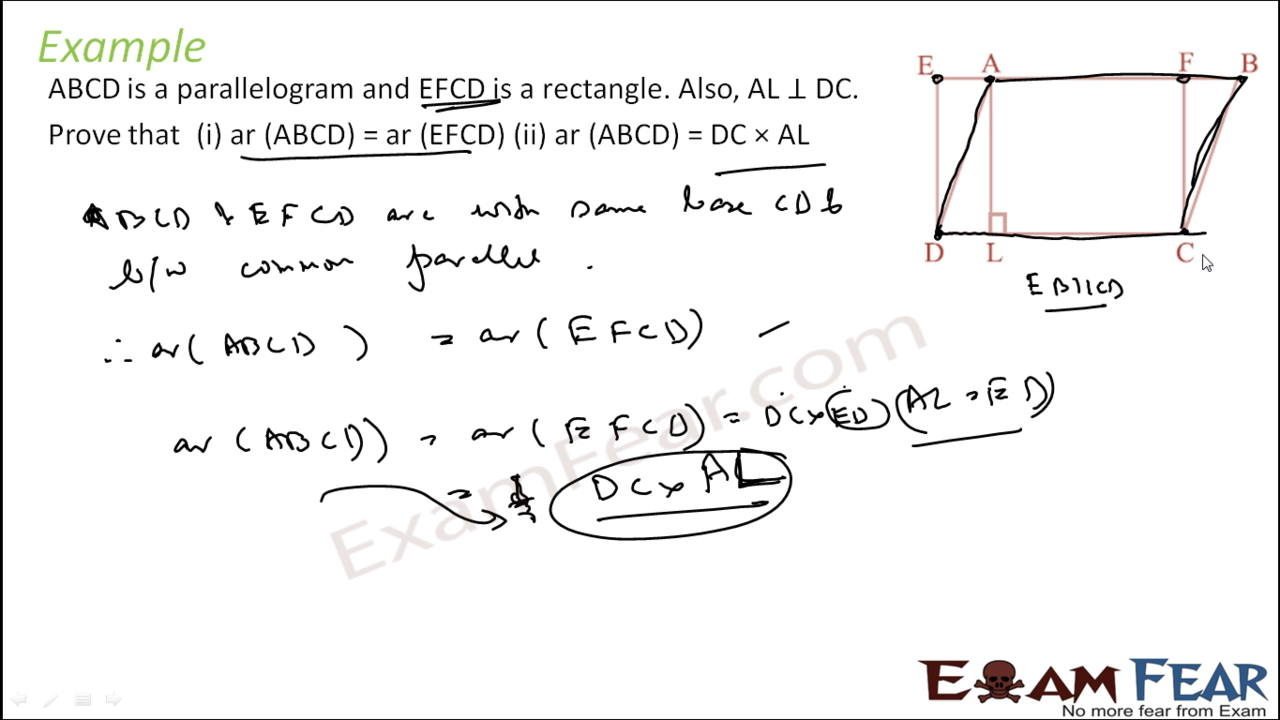 Example
ABCD is a parallelogram and EFCD is a rectangle. Also, AL ⊥ DC.
Prove that (i) ar (ABCD) = ar (EFCD) (ii) ar (ABCD) = DC × AL
E A F B
D L C
EB||CD
ABCD & EFCD are with same base CD &
b/w common parallel .
∴ ar( ABCD ) = ar( EFCD)
ar (ABCD) = ar ( EFCD) = DC× (ED) (AL = ED)
= DC× AL
ExamFear.com
EXAM FEAR
No more fear from Exam